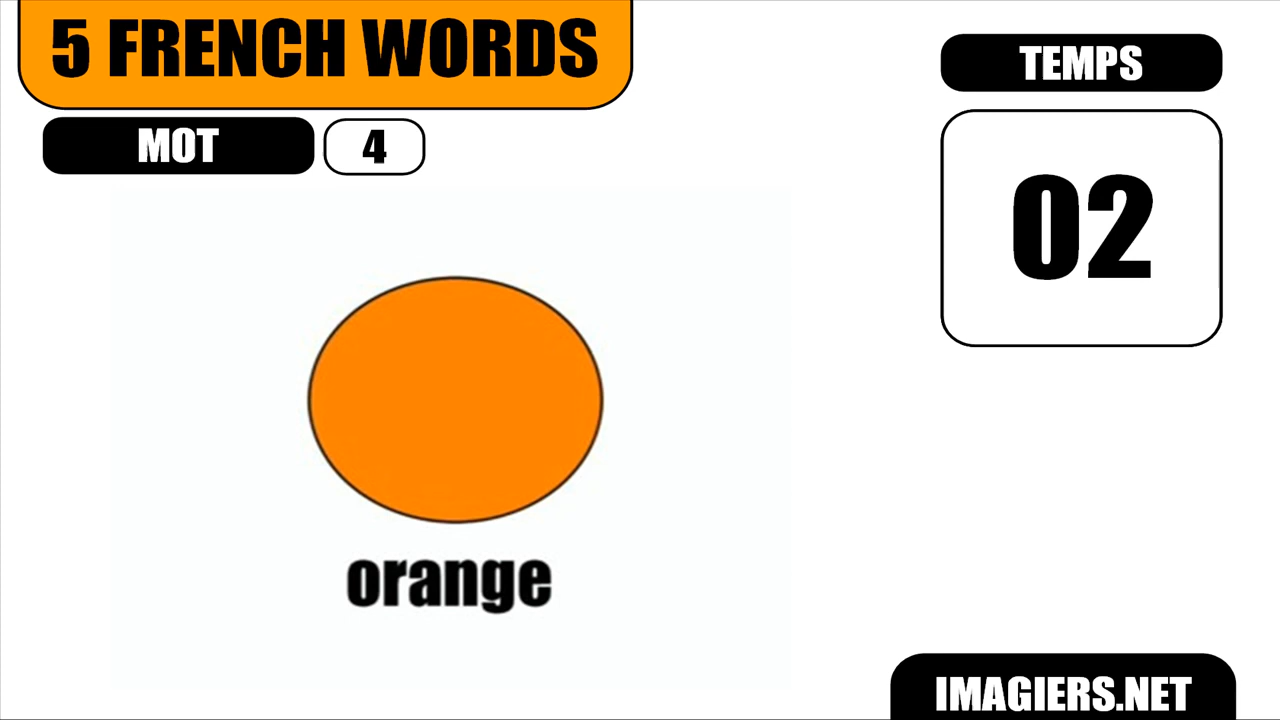 5 FRENCH WORDS
TEMPS
MOT 4
02
orange
IMAGIERS.NET